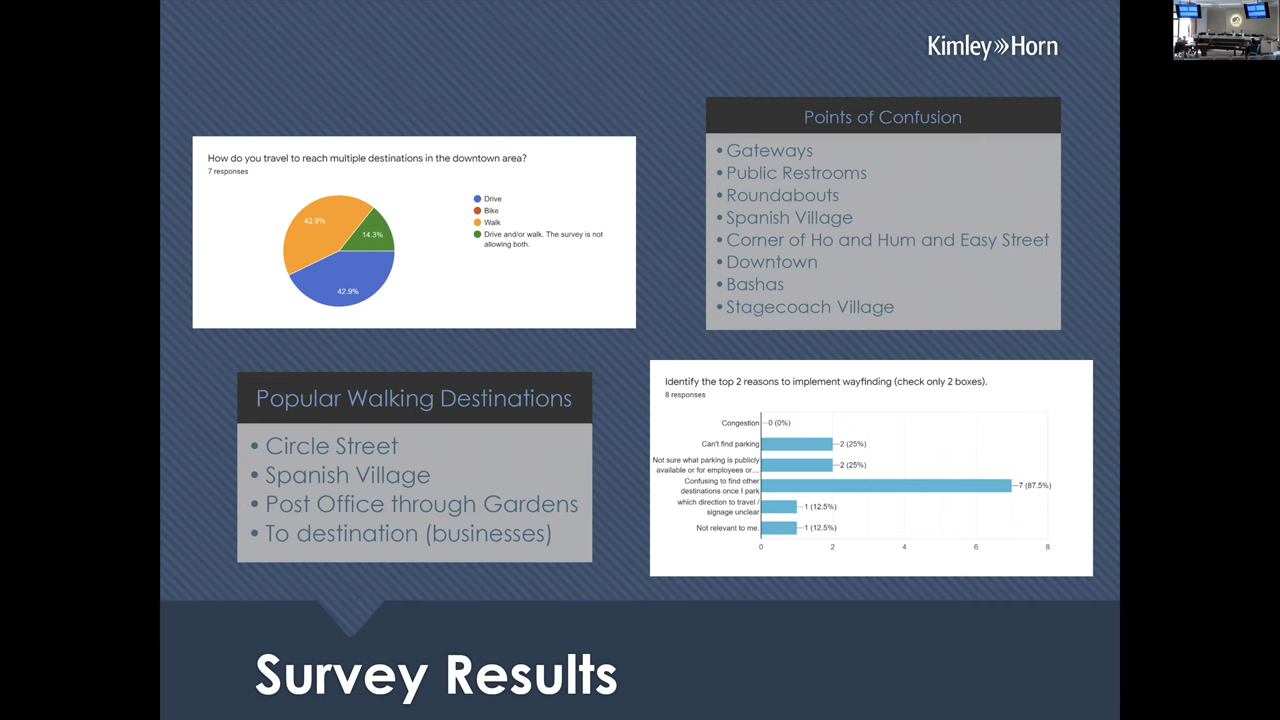 Kimley»Horn
How do you travel to reach multiple destinations in the downtown area?
7 responses
42.9%
14.3%
42.9%
Drive
Bike
Walk
Drive and/or walk. The survey is not
allowing both.
Points of Confusion
• Gateways
• Public Restrooms
• Roundabouts
• Spanish Village
• Corner of Ho and Hum and Easy Street
• Downtown
• Bashas
• Stagecoach Village
Popular Walking Destinations
• Circle Street
• Spanish Village
• Post Office through Gardens
• To destination (businesses)
Identify the top 2 reasons to implement wayfinding (check only 2 boxes).
8 responses
Congestion
0 (0%)
Can't find parking
2 (25%)
Not sure what parking is publicly
available or for employees or…
2 (25%)
Confusing to find other
destinations once I park
7 (87.5%)
which direction to travel /
signage unclear
1 (12.5%)
Not relevant to me.
1 (12.5%)
0 2 4 6 8
Survey Results